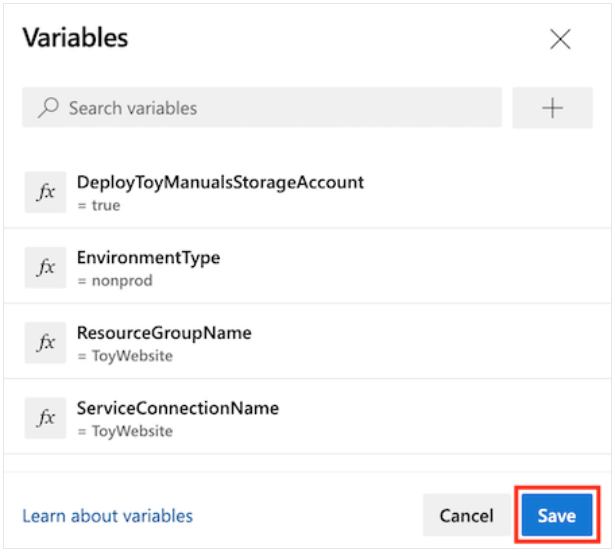 Variables
Search variables
fx
DeployToyManualsStorageAccount
= true
fx
EnvironmentType
= nonprod
fx
ResourceGroupName
= ToyWebsite
fx
ServiceConnectionName
= ToyWebsite
Learn about variables
Cancel
Save